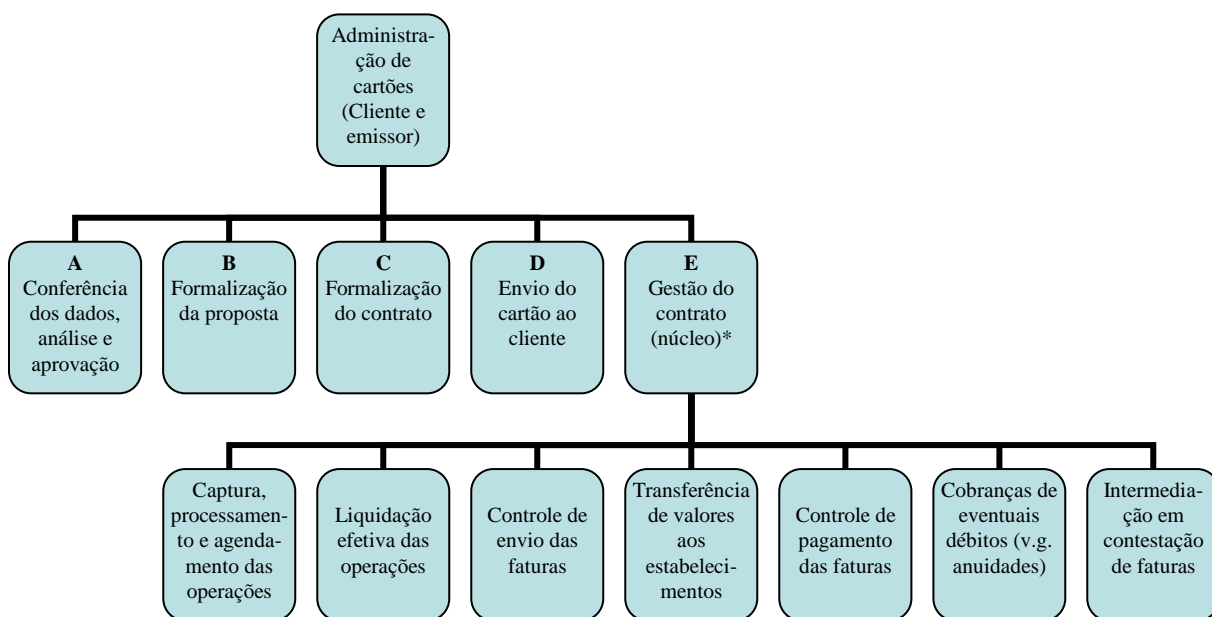 Administra-
ção de
cartões
(Cliente e
emissor)
A
Conferência
dos dados,
análise e
aprovação
B
Formalização
da proposta
C
Formalização
do contrato
D
Envio do
cartão ao
cliente
E
Gestão do
contrato
(núcleo)*
Captura,
processamen-
to e agenda-
mento das
operações
Liquidação
efetiva das
operações
Controle de
envio das
faturas
Transferência
de valores
aos
estabeleci-
mentos
Controle de
pagamento
das faturas
Cobranças de
eventuais
débitos (v.g.
anuidades)
Intermedia-
ção em
contestação
de faturas